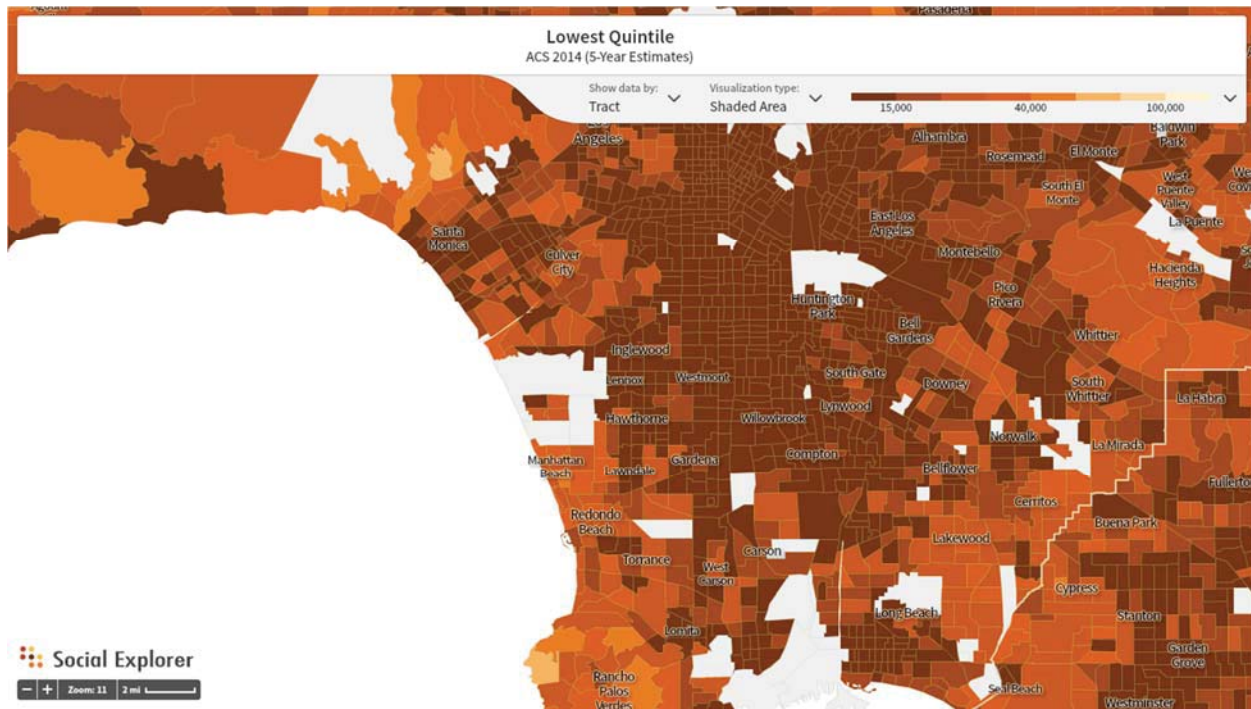 Pasadena
Lowest Quintile
ACS 2014 (5-Year Estimates)
Show data by:
Tract
Visualization type:
Shaded Area
15,000
40,000
100,000
Angeles
Alhambra
Rosemead
El Monte
Baldwin
Park
South El
Monte
West
Puente
Valley
La Puente
East Los
Angeles
Santa
Monica
Culver
City
Montebello
Hacienda
Heights
Huntington
Park
Pico
Rivera
Bell
Gardens
Whittier
Inglewood
Lennox
Westmont
South Gate
Downey
South
Whittier
La Habra
Hawthorne
Willowbrook
Lynwood
Norwalk
La Mirada
Manhattan
Beach
Lawndale
Gardena
Compton
Bellflower
Cerritos
Redondo
Beach
Buena Park
Torrance
Carson
Lakewood
West
Carson
Cypress
Long Beach
Stanton
Lomita
Garden
Grove
Rancho
Palos
Verdes
Seal Beach
Westminster
Social Explorer
− + Zoom: 11 2 mi